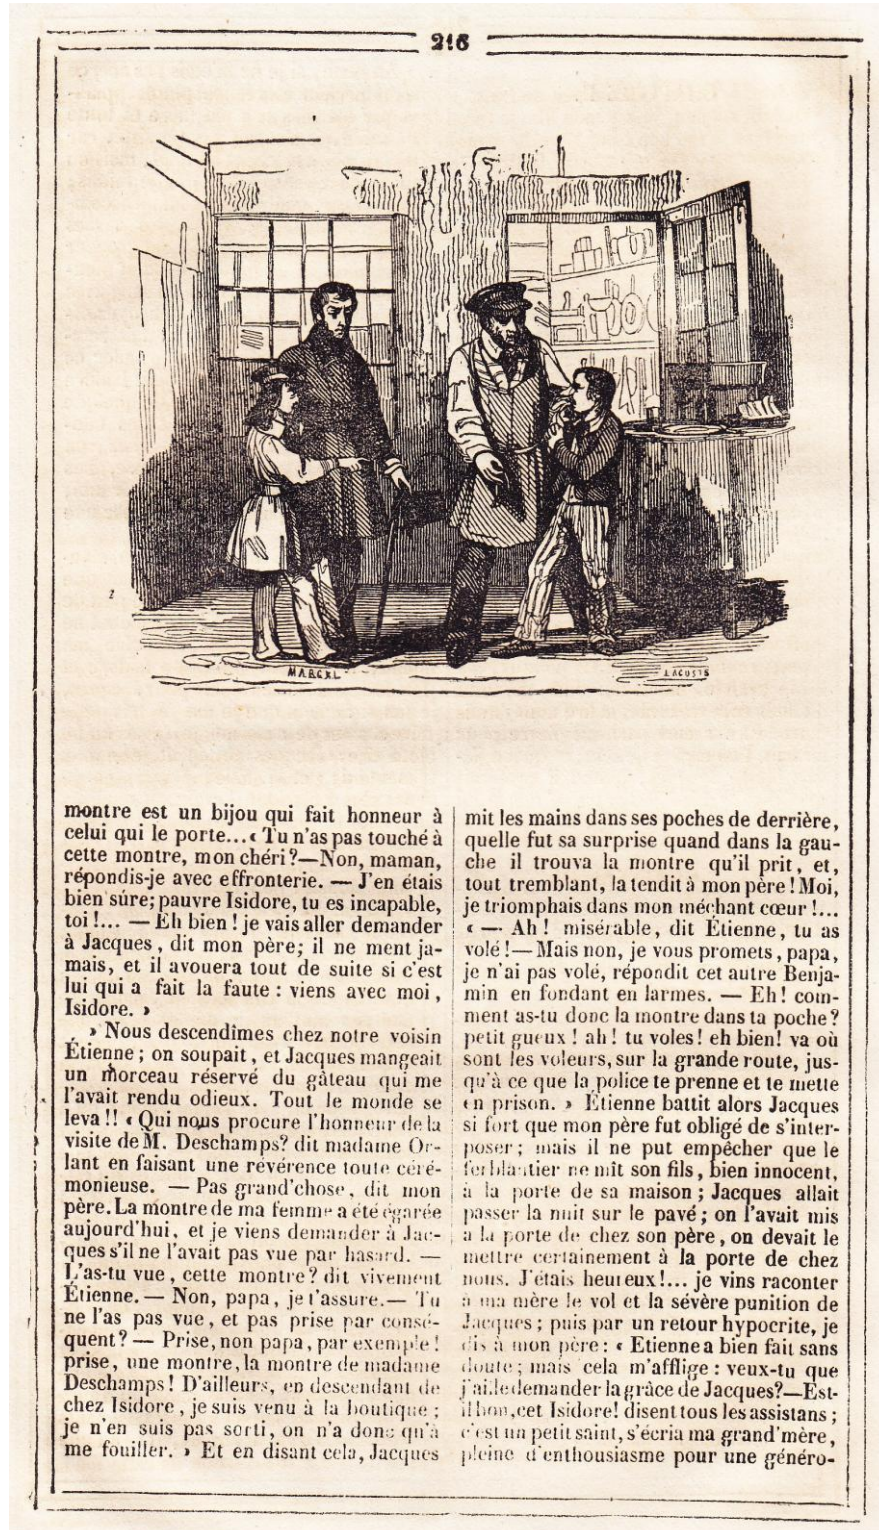 216
MARCEL
LACOSTE
montre est un bijou qui fait honneur à
celui qui le porte...« Tu n'as pas touché à
cette montre, mon chéri?—Non, maman,
répondis-je avec effronterie. — J'en étais
bien sûre; pauvre Isidore, tu es incapable,
toi!... — Eh bien! je vais aller demander
à Jacques, dit mon père; il ne ment ja-
mais, et il avouera tout de suite si c'est
lui qui a fait la faute : viens avec moi,
Isidore. »
» Nous descendîmes chez notre voisin
Étienne; on soupait, et Jacques mangeait
un morceau réservé du gâteau qui me
l'avait rendu odieux. Tout le monde se
leva!! « Qui nous procure l'honneur de la
visite de M. Deschamps? dit madame Or-
lant en faisant une révérence toute céré-
monieuse. — Pas grand'chose, dit mon
père. La montre de ma femme a été égarée
aujourd'hui, et je viens demander à Jac-
ques s'il ne l'avait pas vue par hasard. —
L'as-tu vue, cette montre? dit vivement
Étienne. — Non, papa, je t'assure.— Tu
ne l'as pas vue, et pas prise par consé-
quent? — Prise, non papa, par exemple!
prise, une montre, la montre de madame
Deschamps! D'ailleurs, en descendant de
chez Isidore, je suis venu à la boutique;
je n'en suis pas sorti, on n'a donc qu'à
me fouiller. » Et en disant cela, Jacques
mit les mains dans ses poches de derrière,
quelle fut sa surprise quand dans la gau-
che il trouva la montre qu'il prit, et,
tout tremblant, la tendit à mon père! Moi,
je triomphais dans mon méchant cœur!...
« — Ah! misérable, dit Étienne, tu as
volé!—Mais non, je vous promets, papa,
je n'ai pas volé, répondit cet autre Benja-
min en fondant en larmes. — Eh! com-
ment as-tu donc la montre dans ta poche?
petit gueux! ah! tu voles! eh bien! va où
sont les voleurs, sur la grande route, jus-
qu'à ce que la police te prenne et te mette
en prison. » Étienne battit alors Jacques
si fort que mon père fut obligé de s'inter-
poser; mais il ne put empêcher que le
ferblantier ne mît son fils, bien innocent,
à la porte de sa maison; Jacques allait
passer la nuit sur le pavé; on l'avait mis
à la porte de chez son père, on devait le
mettre certainement à la porte de chez
nous. J'étais heureux!... je vins raconter
à ma mère le vol et la sévère punition de
Jacques; puis par un retour hypocrite, je
dis à mon père: « Etienne a bien fait sans
doute; mais cela m'afflige : veux-tu que
j'aille demander la grâce de Jacques?—Est-
il bon, cet Isidore! disent tous les assistans;
c'est un petit saint, s'écria ma grand'mère,
pleine d'enthousiasme pour une généro-